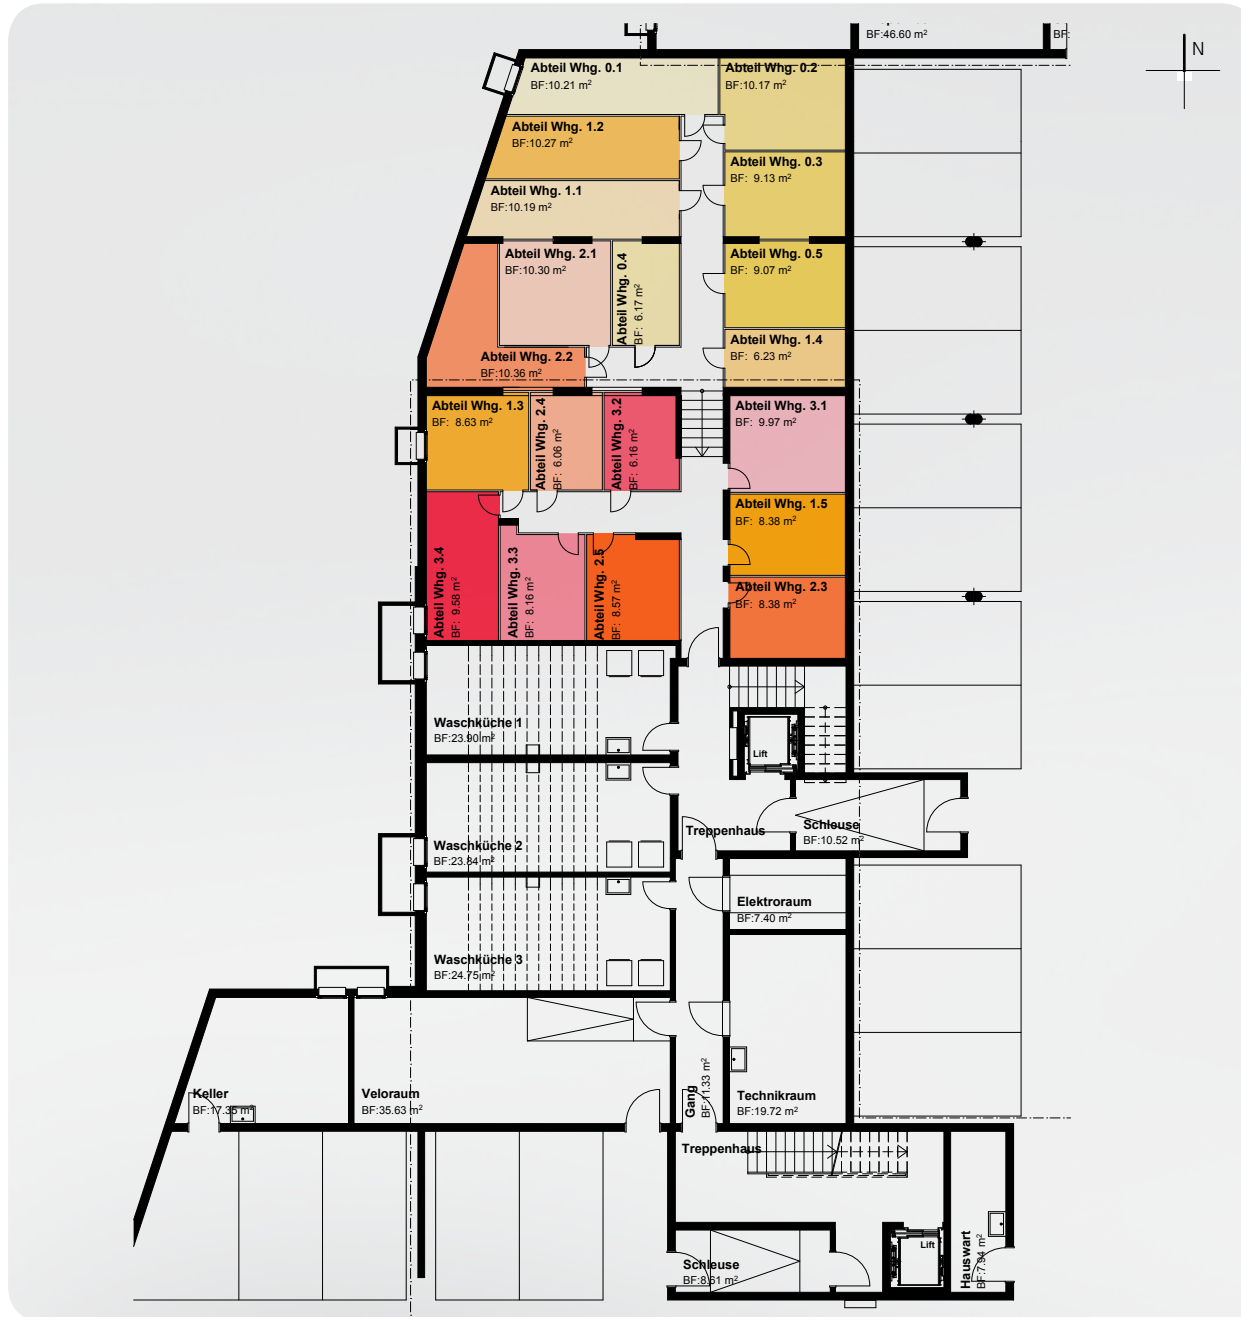 BF:46.60 m²
BF:
N
Abteil Whg. 0.1
BF:10.21 m²
Abteil Whg. 0.2
BF:10.17 m²
Abteil Whg. 1.2
BF:10.27 m²
Abteil Whg. 0.3
BF: 9.13 m²
Abteil Whg. 1.1
BF:10.19 m²
Abteil Whg. 2.1
BF:10.30 m²
Abteil Whg. 0.4
BF: 6.17 m²
Abteil Whg. 0.5
BF: 9.07 m²
Abteil Whg. 2.2
BF:10.36 m²
Abteil Whg. 1.4
BF: 6.23 m²
Abteil Whg. 1.3
BF: 8.63 m²
Abteil Whg. 2.4
BF: 6.06 m²
Abteil Whg. 3.2
BF: 6.16 m²
Abteil Whg. 3.1
BF: 9.97 m²
Abteil Whg. 1.5
BF: 8.38 m²
Abteil Whg. 3.4
BF: 9.58 m²
Abteil Whg. 3.3
BF: 8.16 m²
Abteil Whg. 2.5
BF: 8.57 m²
Abteil Whg. 2.3
BF: 8.38 m²
Waschküche 1
BF:23.90 m²
Lift
Waschküche 2
BF:23.84 m²
Treppenhaus
Schleuse
BF:10.52 m²
Elektroraum
BF:7.40 m²
Waschküche 3
BF:24.75 m²
Keller
BF:17.35 m²
Veloraum
BF:35.63 m²
Gang
BF:11.33 m²
Technikraum
BF:19.72 m²
Treppenhaus
Schleuse
BF:8.61 m²
Lift
Hauswart
BF:7.94 m²